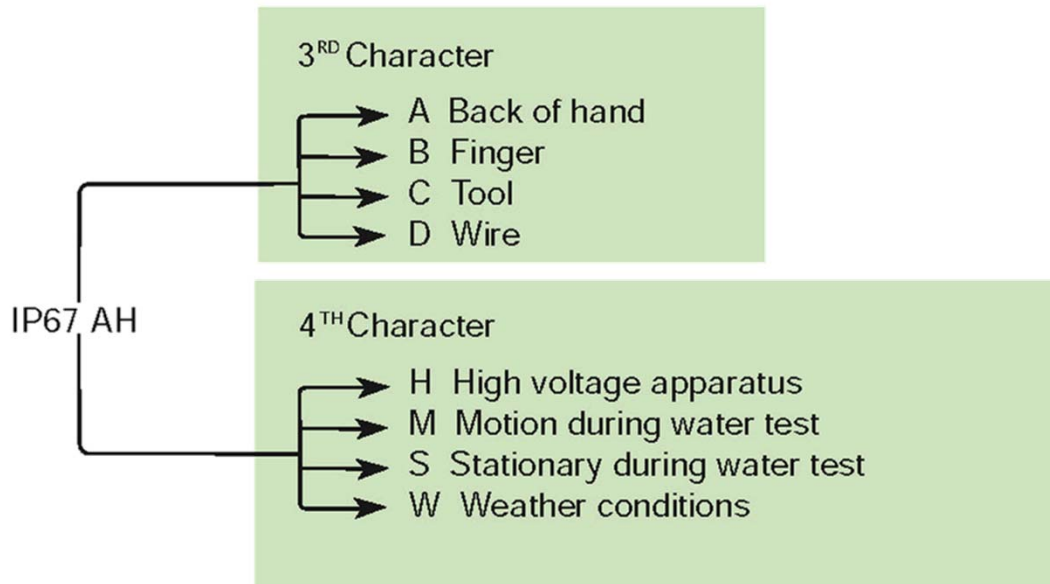 3RD Character
A Back of hand
B Finger
C Tool
D Wire
IP67 AH
4TH Character
H High voltage apparatus
M Motion during water test
S Stationary during water test
W Weather conditions